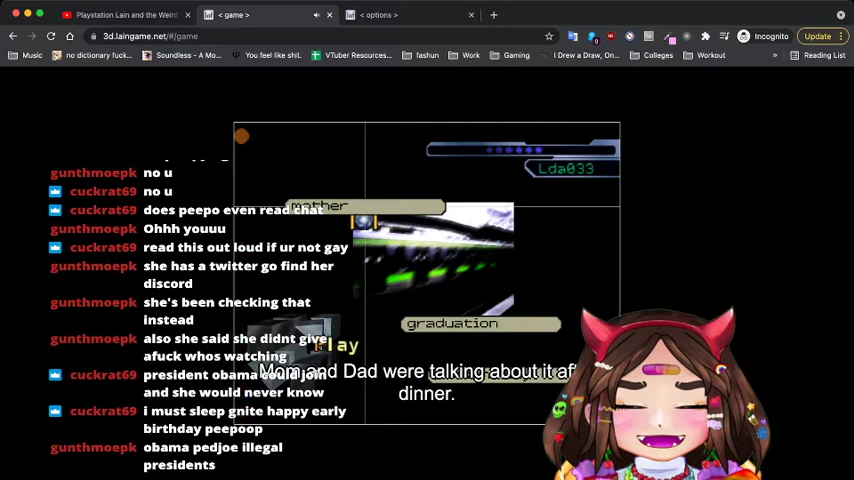 Playstation Lain and the Weird
< game >
< options >
3d.laingame.net/#/game
Incognito
Update
Music
no dictionary fuck...
Soundless - A Mo...
You feel like shit.
VTuber Resources...
fashun
Work
Gaming
I Drew a Draw, On...
Colleges
Workout
»
Reading List
Lda033
mother
graduation
Play
Mom and Dad were talking about it af
dinner.
gunthmoepk no u
cuckrat69 no u
cuckrat69 does peepo even read chat
gunthmoepk Ohhh youuu
cuckrat69 read this out loud if ur not gay
gunthmoepk she has a twitter go find her
discord
gunthmoepk she's been checking that
instead
gunthmoepk also she said she didnt give
afuck whos watching
cuckrat69 president obama could join
and she would never know
cuckrat69 i must sleep gnite happy early
birthday peepoop
gunthmoepk obama pedjoe illegal
presidents